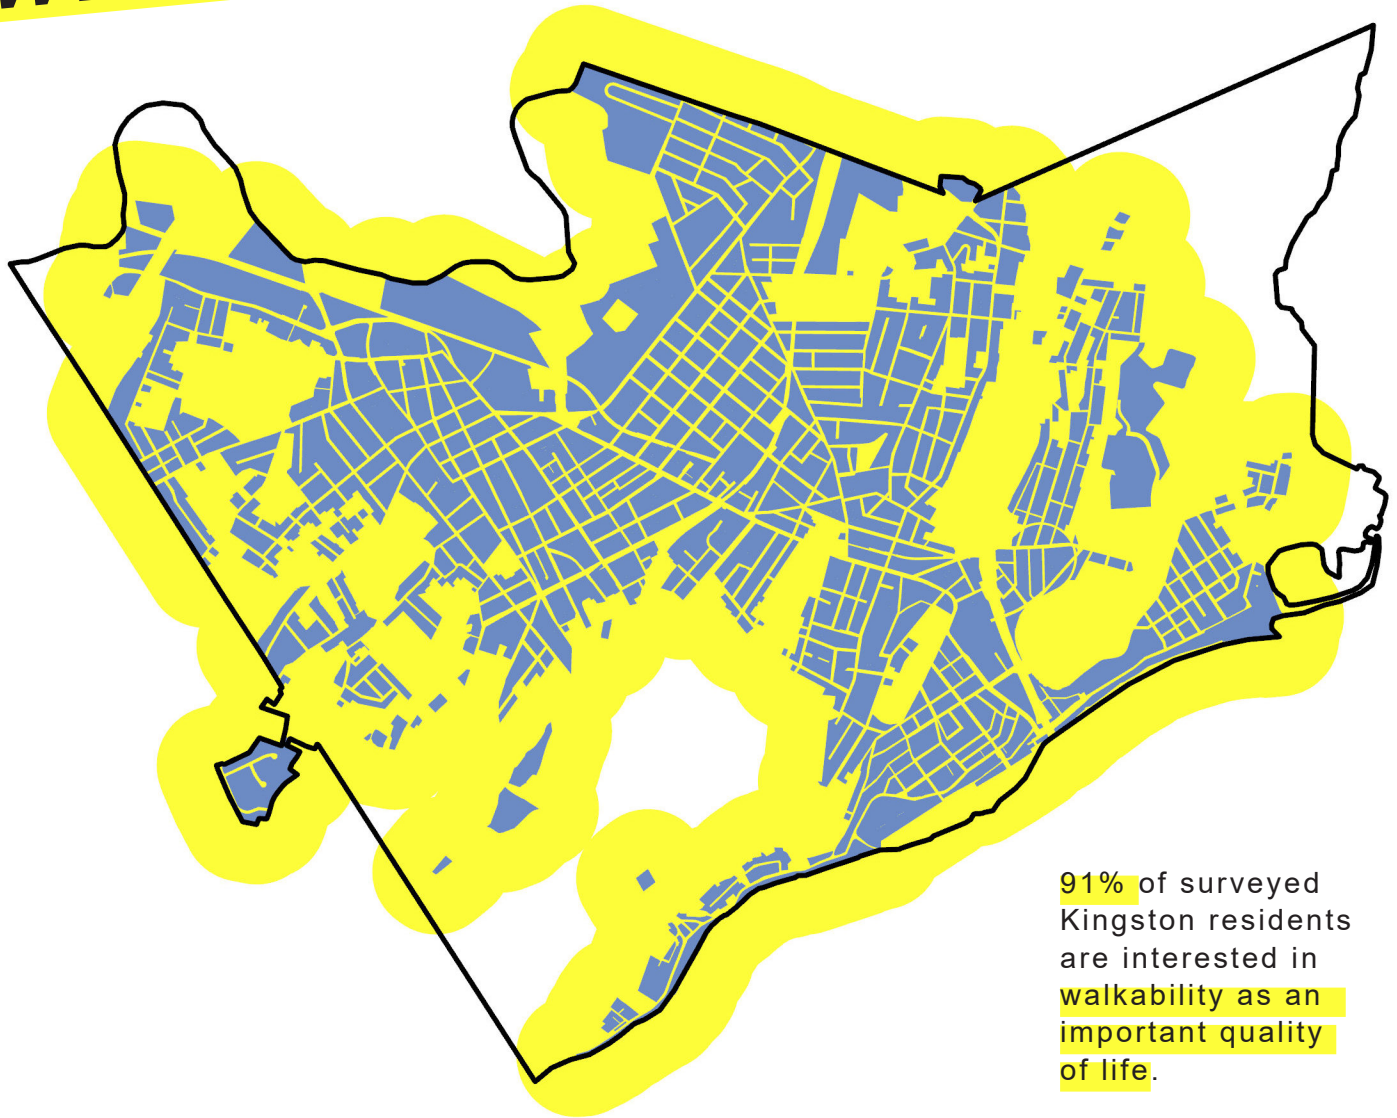 91% of surveyed
Kingston residents
are interested in
walkability as an
important quality
of life.